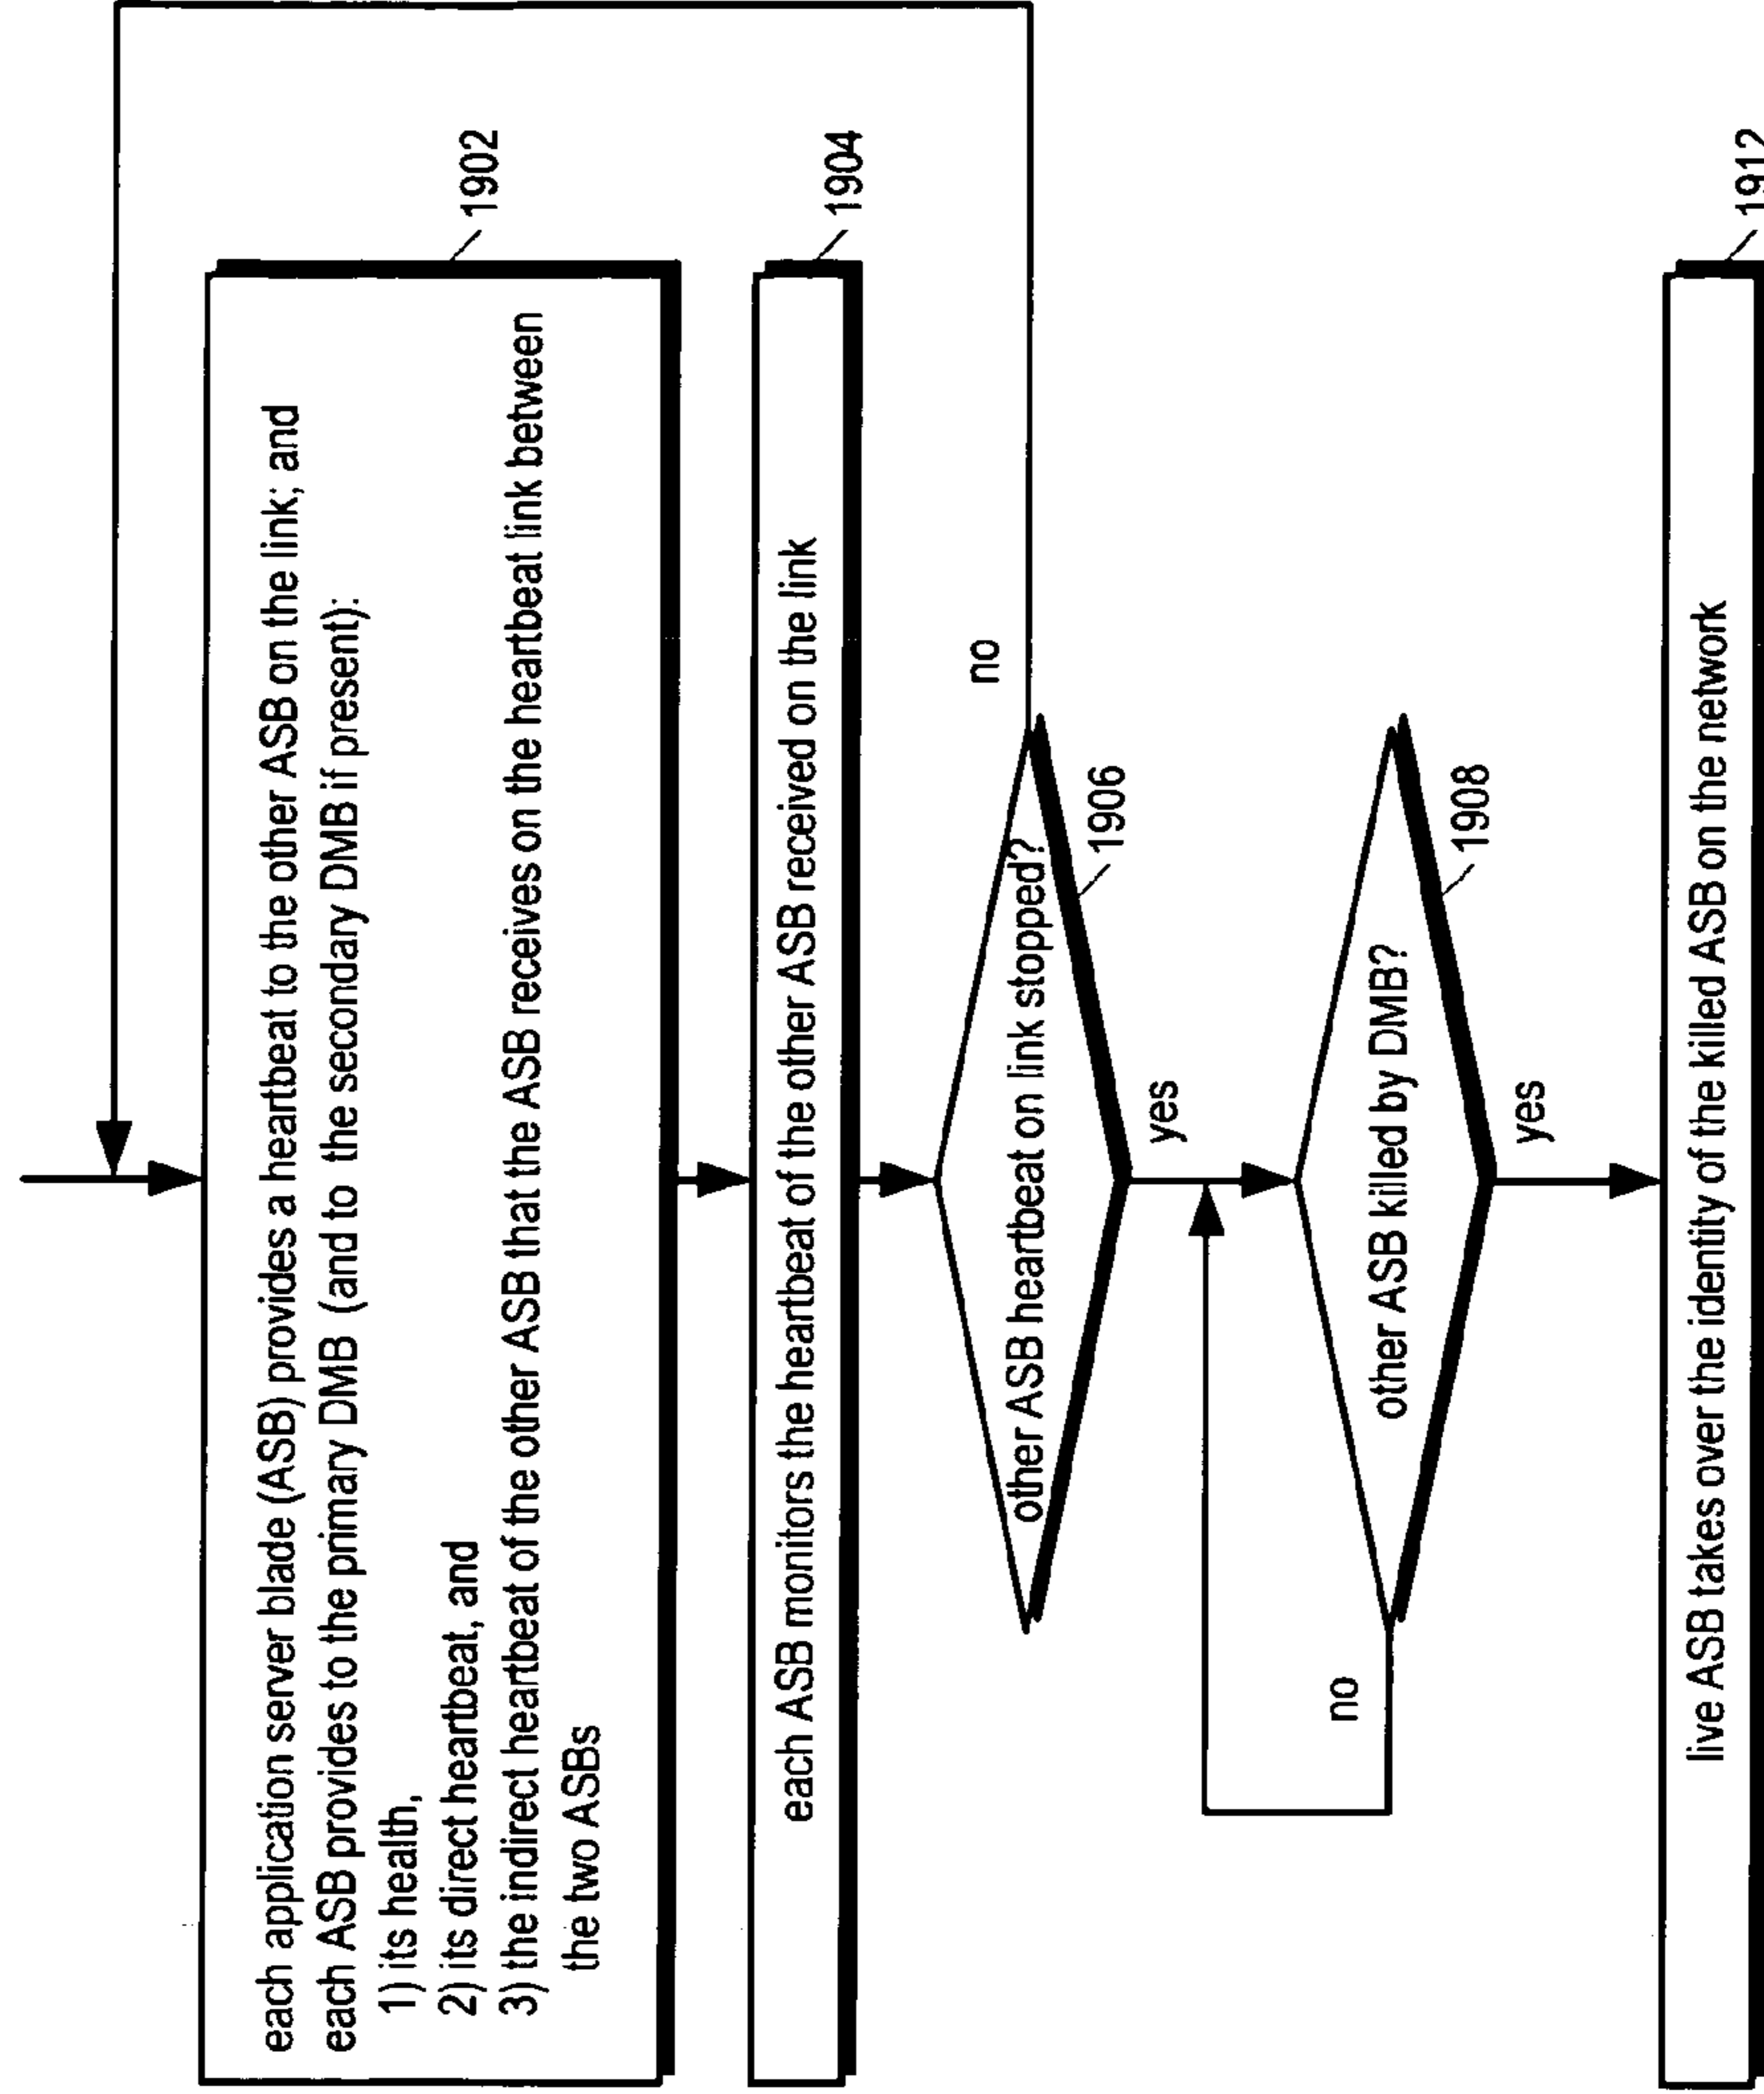 each application server blade (ASB) provides a heartbeat to the other ASB on the link; and
each ASB provides to the primary DMB (and to the secondary DMB if present):
1) its health,
2) its direct heartbeat, and
3) the indirect heartbeat of the other ASB that the ASB receives on the heartbeat link between
the two ASBs
1902
each ASB monitors the heartbeat of the other ASB received on the link
1904
other ASB heartbeat on link stopped?
no
1906
yes
other ASB killed by DMB?
no
1908
yes
live ASB takes over the identity of the killed ASB on the network
1912